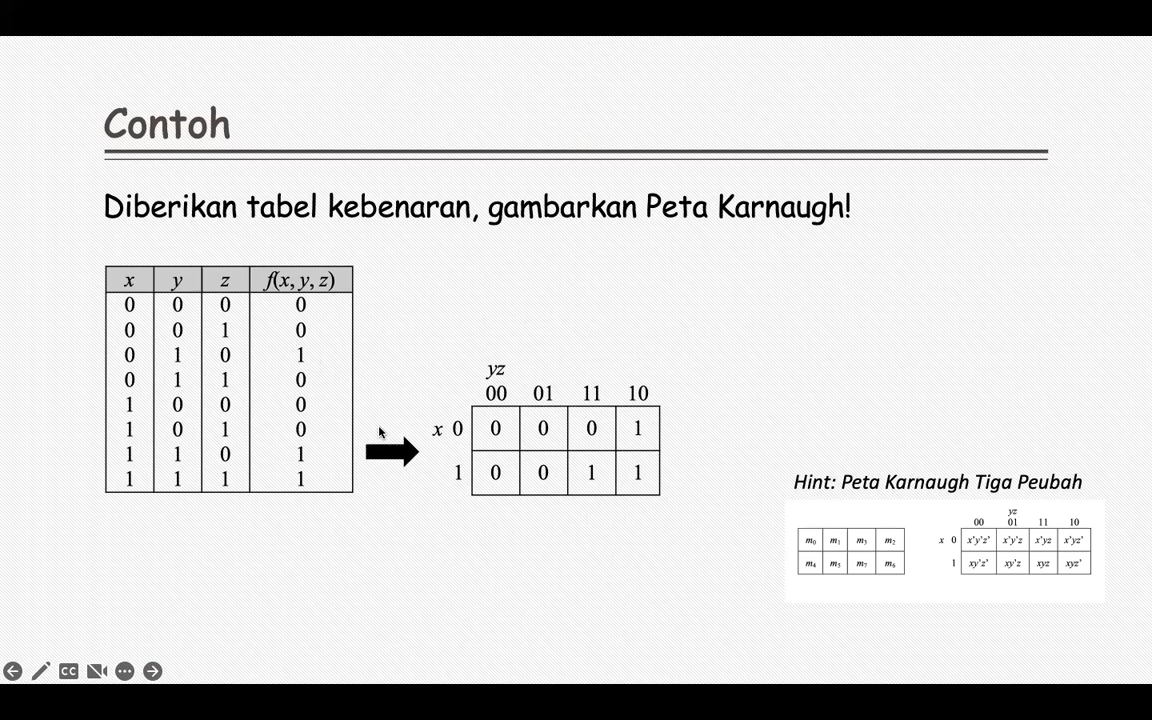 Contoh
Diberikan tabel kebenaran, gambarkan Peta Karnaugh!
x y z f(x, y, z)
0 0 0 0
0 0 1 0
0 1 0 1
0 1 1 0
1 0 0 0
1 0 1 0
1 1 0 1
1 1 1 1
yz
00 01 11 10
x 0 0 0 0 1
1 0 0 1 1
Hint: Peta Karnaugh Tiga Peubah
m0 m1 m3 m2
m4 m5 m7 m6
yz
00 01 11 10
x 0 x'y'z' x'y'z x'yz x'yz'
1 xy'z' xy'z xyz xyz'
CC